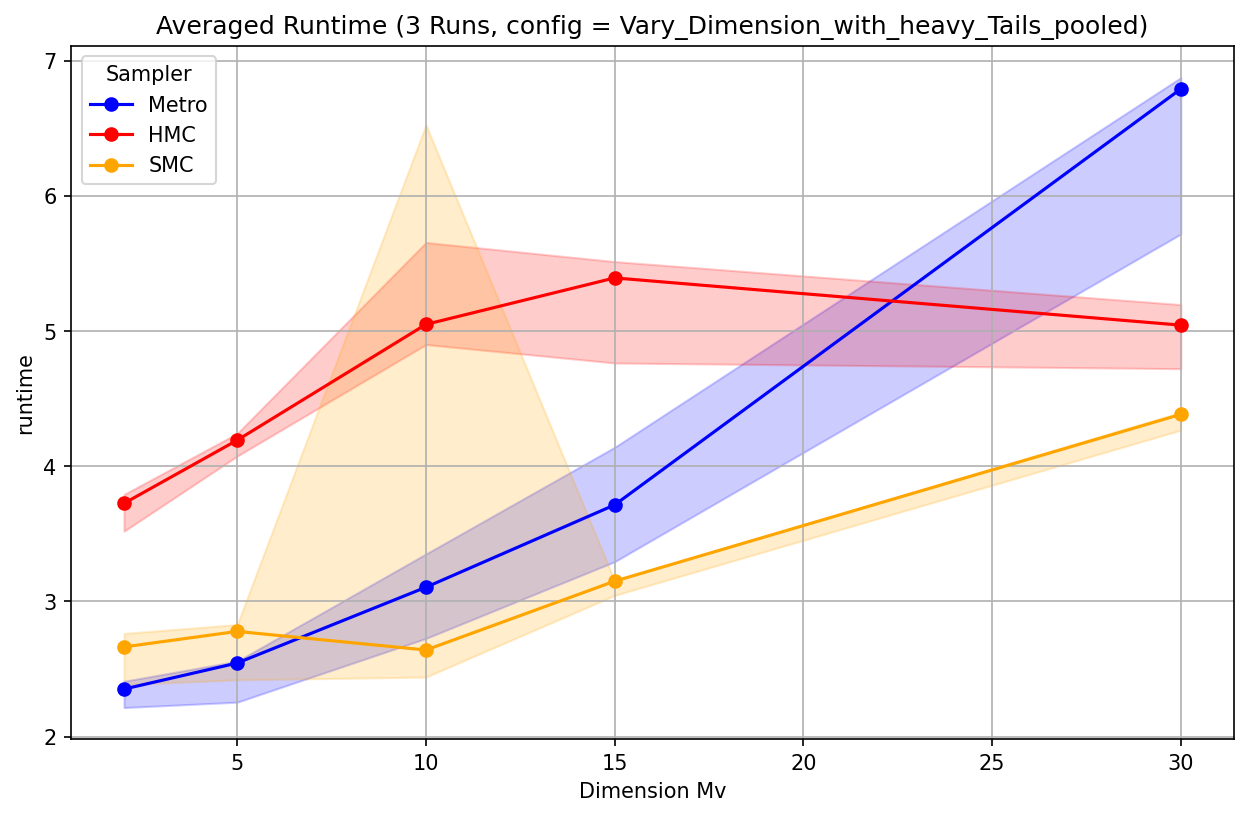 Averaged Runtime (3 Runs, config = Vary_Dimension_with_heavy_Tails_pooled)
Sampler
Metro
HMC
SMC
7
6
5
4
3
2
runtime
5
10
15
20
25
30
Dimension Mv